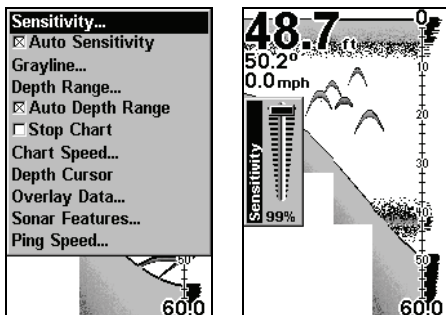 Sensitivity...
Auto Sensitivity
Grayline...
Depth Range...
Auto Depth Range
Stop Chart
Chart Speed...
Depth Cursor
Overlay Data...
Sonar Features...
Ping Speed...
50
60.0
48.7 ft
50.2°
0.0 mph
Sensitivity
99%
0
10
20
30
40
50
60.0